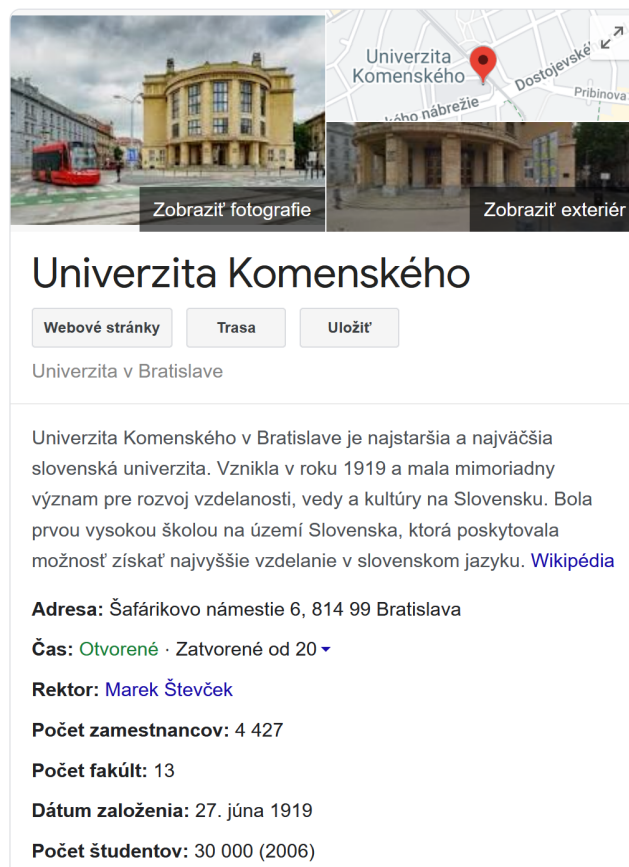 Univerzita
Komenského
Dostojevské
Pribinova
kého nábrežie
Zobraziť fotografie
Zobraziť exteriér
Univerzita Komenského
Webové stránky
Trasa
Uložiť
Univerzita v Bratislave
Univerzita Komenského v Bratislave je najstaršia a najväčšia
slovenská univerzita. Vznikla v roku 1919 a mala mimoriadny
význam pre rozvoj vzdelanosti, vedy a kultúry na Slovensku. Bola
prvou vysokou školou na území Slovenska, ktorá poskytovala
možnosť získať najvyššie vzdelanie v slovenskom jazyku. Wikipédia
Adresa: Šafárikovo námestie 6, 814 99 Bratislava
Čas: Otvorené · Zatvorené od 20
Rektor: Marek Števček
Počet zamestnancov: 4 427
Počet fakúlt: 13
Dátum založenia: 27. júna 1919
Počet študentov: 30 000 (2006)